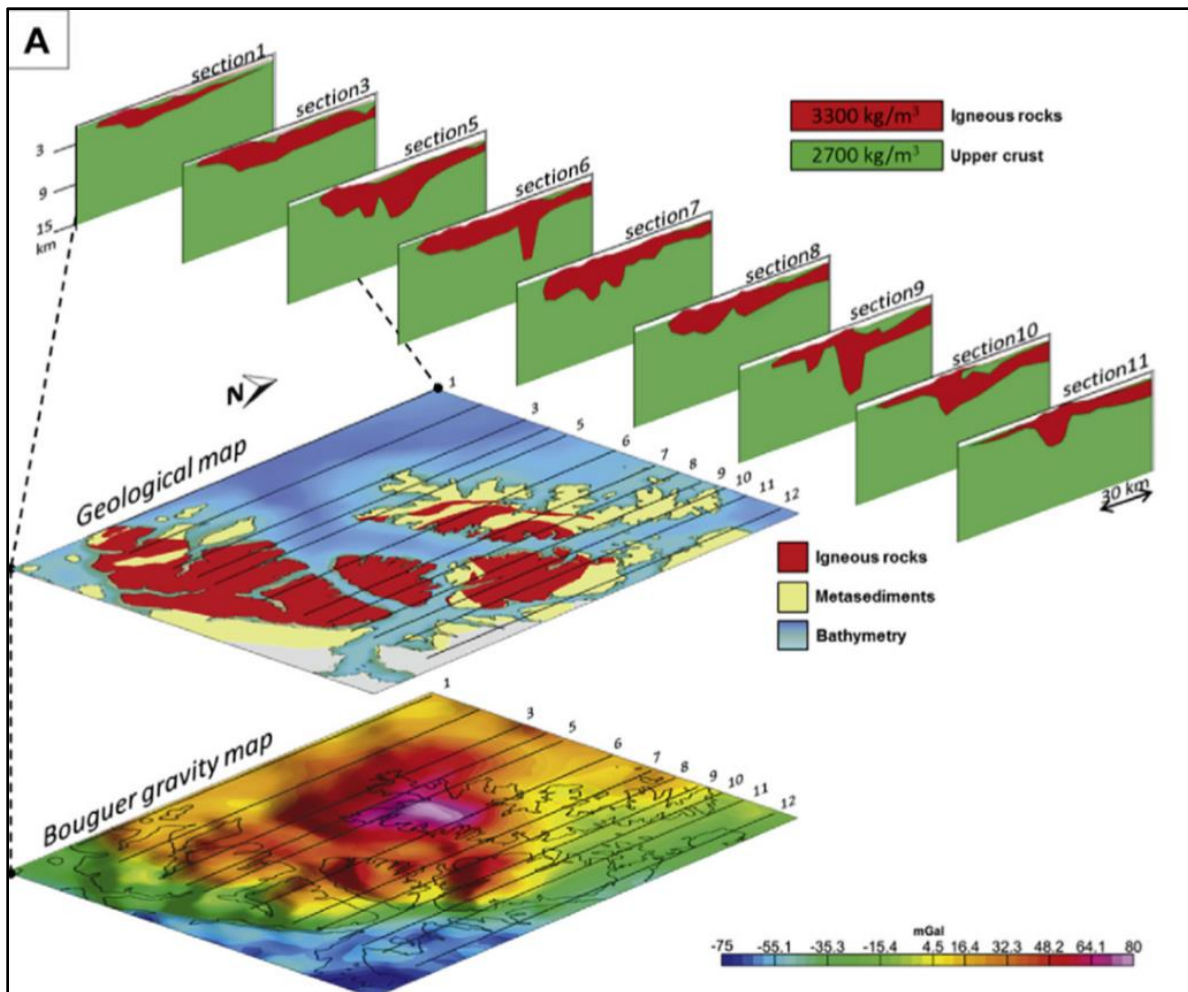 A
section1
section3
section5
section6
section7
section8
section9
section10
section11
3
9
15
km
30 km
3300 kg/m³ Igneous rocks
2700 kg/m³ Upper crust
N
Geological map
1
3
5
6
7
8
9
10
11
12
Igneous rocks
Metasediments
Bathymetry
Bouguer gravity map
1
3
5
6
7
8
9
10
11
12
mGal
-75 -55.1 -35.3 -15.4 4.5 16.4 32.3 48.2 64.1 80